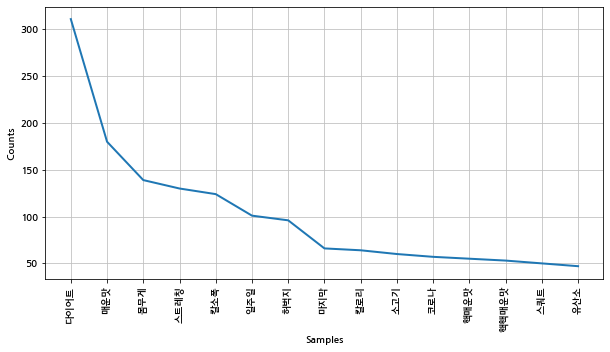 300
250
200
150
100
50
Counts
다이어트
매운맛
몸무게
스트레칭
칼소폭
일주일
허벅지
마지막
칼로리
소고기
코로나
핵매운맛
핵핵매운맛
스쿼트
유산소
Samples